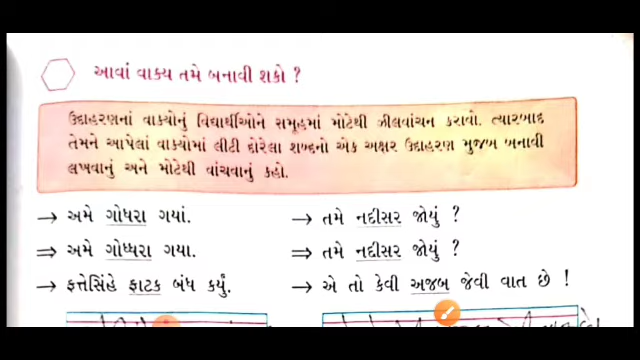 આવાં વાક્ય તમે બનાવી શકો ?
ઉદાહરણનાં વાક્યોનું વિદ્યાર્થીઓને સમૂહમાં મોટેથી ઝીલવાંચન કરાવો. ત્યારબાદ
તેમને આપેલાં વાક્યોમાં લીટી દોરેલા શબ્દનો એક અક્ષર ઉદાહરણ મુજબ બનાવી
લખવાનું અને મોટેથી વાંચવાનું કહો.
→ અમે ગોધરા ગયાં.
→ તમે નદીસર જોયું ?
⇒ અમે ગોધ્ધરા ગયા.
⇒ તમે નદીસર જોયું ?
→ ફત્તેસિંહે ફાટક બંધ કર્યું.
→ એ તો કેવી અજબ જેવી વાત છે !